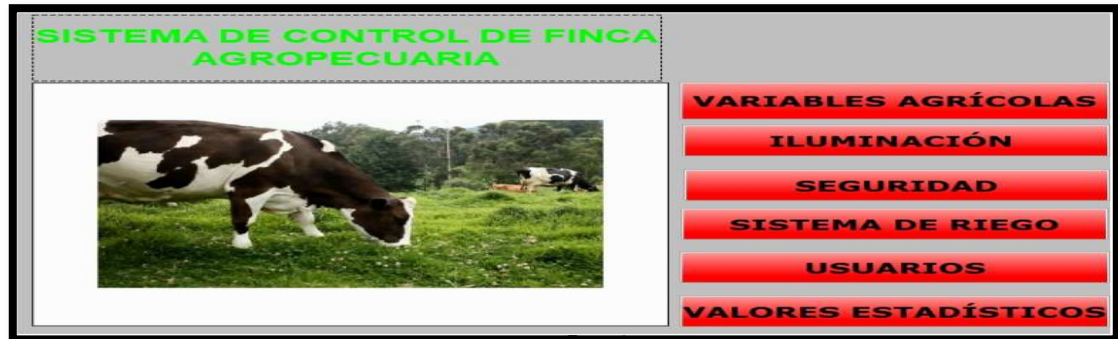 SISTEMA DE CONTROL DE FINCA
AGROPECUARIA
VARIABLES AGRÍCOLAS
ILUMINACIÓN
SEGURIDAD
SISTEMA DE RIEGO
USUARIOS
VALORES ESTADÍSTICOS